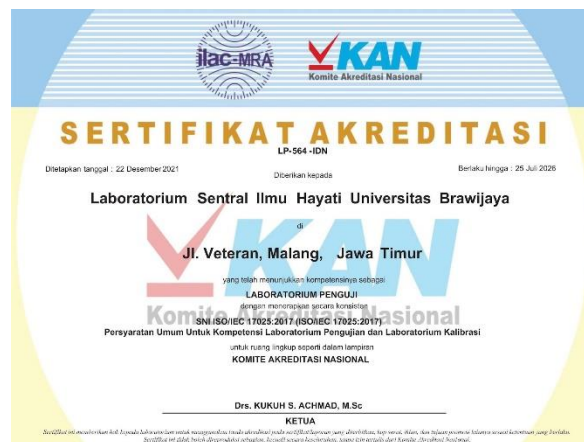 ilac-MRA
KAN
Komite Akreditasi Nasional
SERTIFIKAT AKREDITASI
LP-564-IDN
Ditetapkan tanggal : 22 Desember 2021
Berlaku hingga : 25 Juli 2026
Diberikan kepada
Laboratorium Sentral Ilmu Hayati Universitas Brawijaya
di
Jl. Veteran, Malang, Jawa Timur
yang telah menunjukkan kompetensinya sebagai
LABORATORIUM PENGUJI
dengan menerapkan secara konsisten
SNI ISO/IEC 17025:2017 (ISO/IEC 17025:2017)
Persyaratan Umum Untuk Kompetensi Laboratorium Pengujian dan Laboratorium Kalibrasi
untuk ruang lingkup seperti dalam lampiran
KOMITE AKREDITASI NASIONAL
KAN
Komite Akreditasi Nasional
Drs. KUKUH S. ACHMAD, M.Sc
KETUA